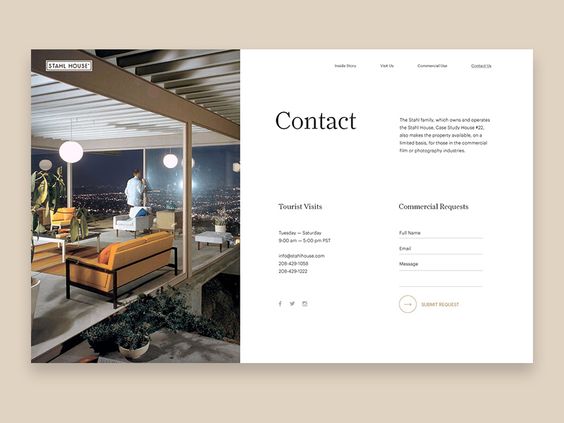 STAHL HOUSE
Inside Story
Visit Us
Commercial Use
Contact Us
Contact
The Stahl family, which owns and operates
the Stahl House, Case Study House #22,
also makes the property available, on a
limited basis, for those in the commercial
film or photography industries.
Tourist Visits
Tuesday — Saturday
9:00 am — 5:00 pm PST
info@stahlhouse.com
208-429-1058
208-429-1222
Commercial Requests
Full Name
Email
Message
SUBMIT REQUEST